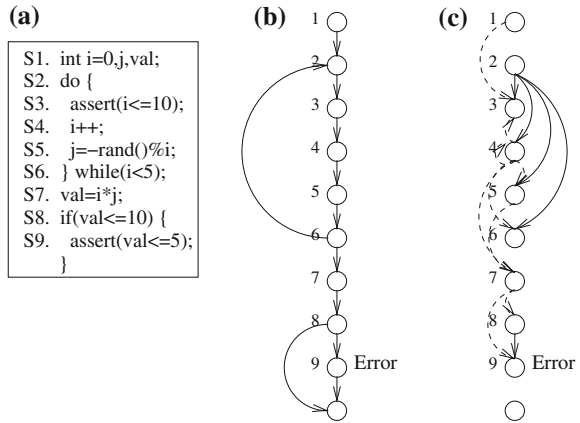 (a)
S1. int i=0,j,val;
S2. do {
S3. assert(i<=10);
S4. i++;
S5. j=−rand()%i;
S6. } while(i<5);
S7. val=i*j;
S8. if(val<=10) {
S9. assert(val<=5);
}
(b)
1
2
3
4
5
6
7
8
9 Error
(c)
1
2
3
4
5
6
7
8
9 Error